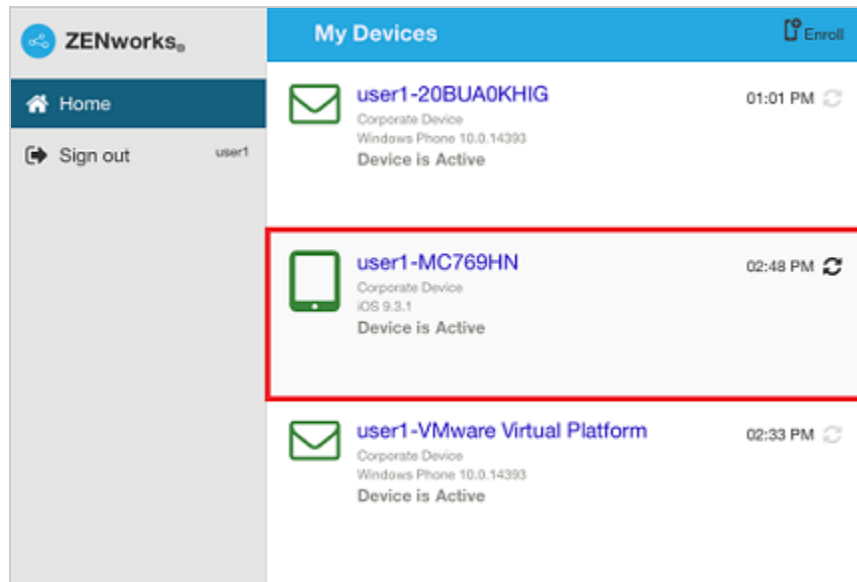 ZENworks®
My Devices
Enroll
Home
Sign out
user1
user1-20BUA0KHIG
01:01 PM
Corporate Device
Windows Phone 10.0.14393
Device is Active
user1-MC769HN
02:48 PM
Corporate Device
iOS 9.3.1
Device is Active
user1-VMware Virtual Platform
02:33 PM
Corporate Device
Windows Phone 10.0.14393
Device is Active